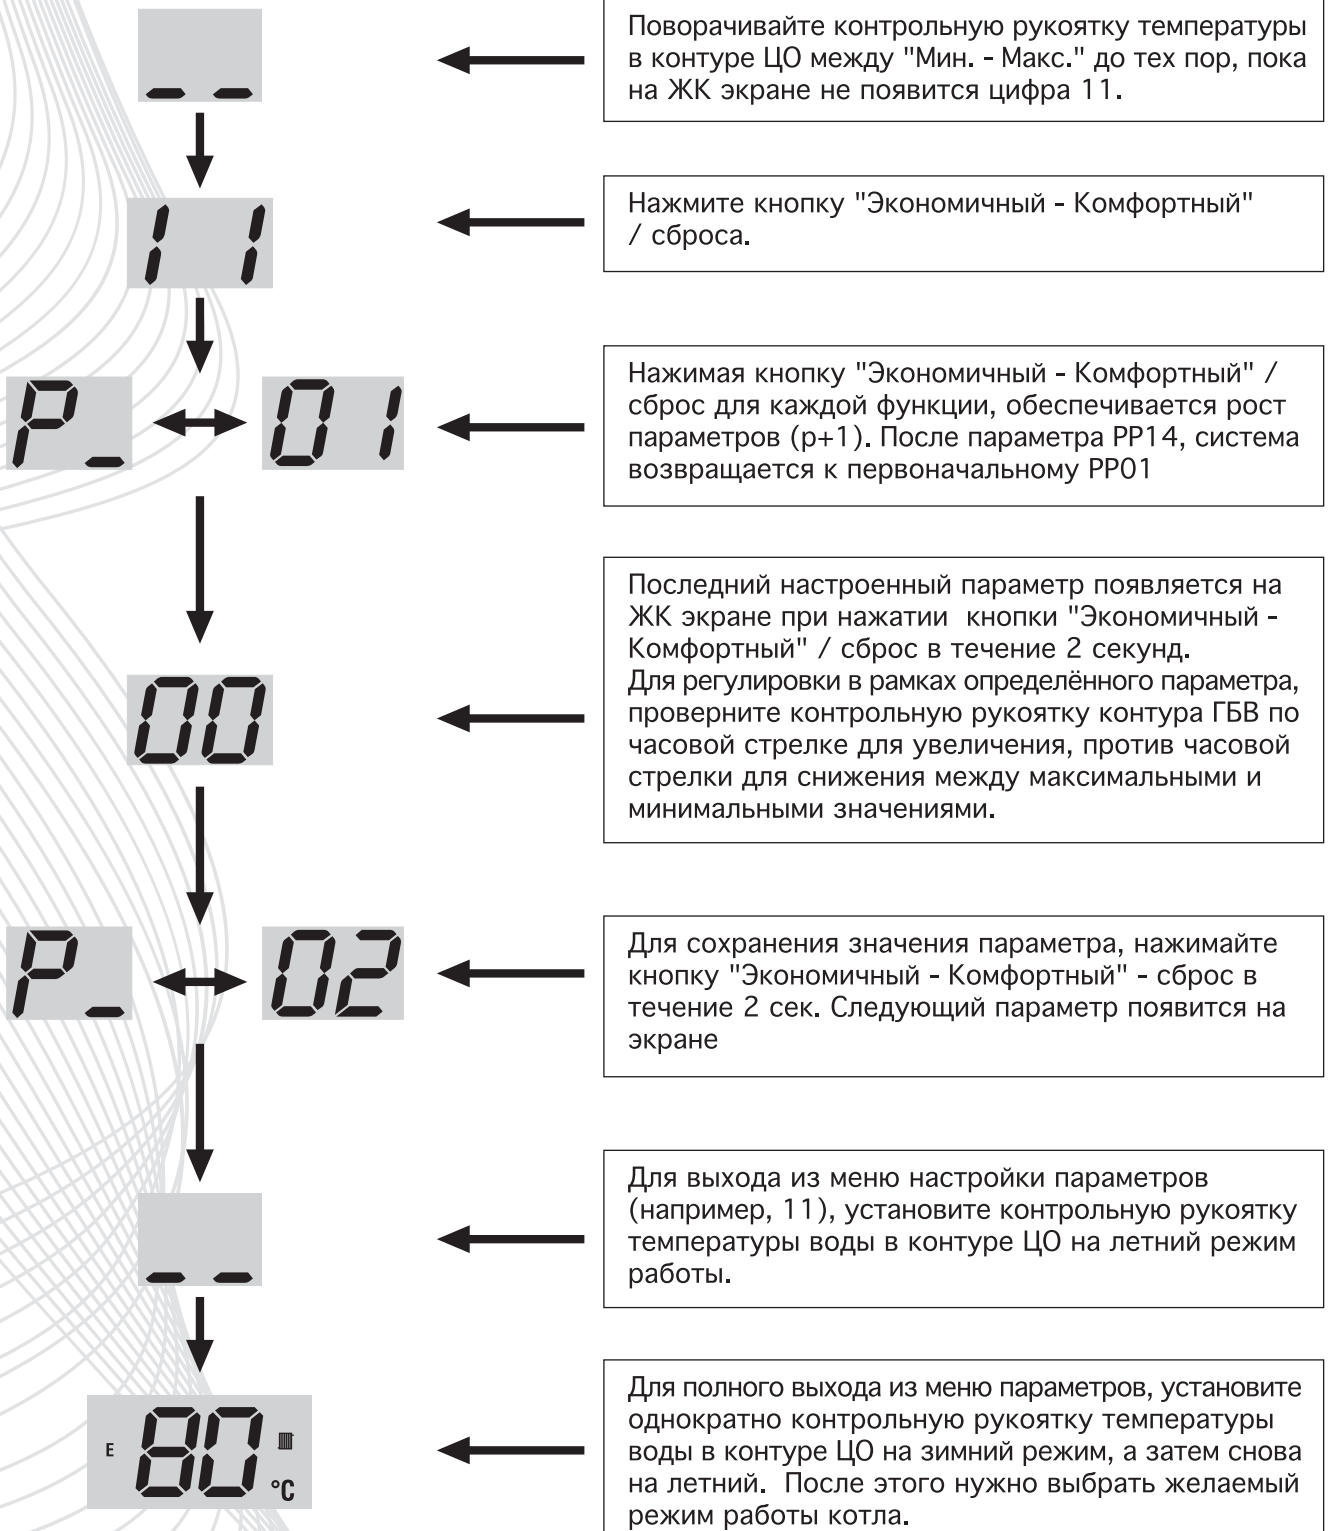 Поворачивайте контрольную рукоятку температуры
в контуре ЦО между "Мин. - Макс." до тех пор, пока
на ЖК экране не появится цифра 11.
_ _
Нажмите кнопку "Экономичный - Комфортный"
/ сброса.
11
Нажимая кнопку "Экономичный - Комфортный" /
сброс для каждой функции, обеспечивается рост
параметров (p+1). После параметра PP14, система
возвращается к первоначальному PP01
P_ 01
Последний настроенный параметр появляется на
ЖК экране при нажатии кнопки "Экономичный -
Комфортный" / сброс в течение 2 секунд.
Для регулировки в рамках определённого параметра,
проверните контрольную рукоятку контура ГБВ по
часовой стрелке для увеличения, против часовой
стрелки для снижения между максимальными и
минимальными значениями.
00
Для сохранения значения параметра, нажимайте
кнопку "Экономичный - Комфортный" - сброс в
течение 2 сек. Следующий параметр появится на
экране
P_ 02
Для выхода из меню настройки параметров
(например, 11), установите контрольную рукоятку
температуры воды в контуре ЦО на летний режим
работы.
_ _
Для полного выхода из меню параметров, установите
однократно контрольную рукоятку температуры
воды в контуре ЦО на зимний режим, а затем снова
на летний. После этого нужно выбрать желаемый
режим работы котла.
E 80 °C